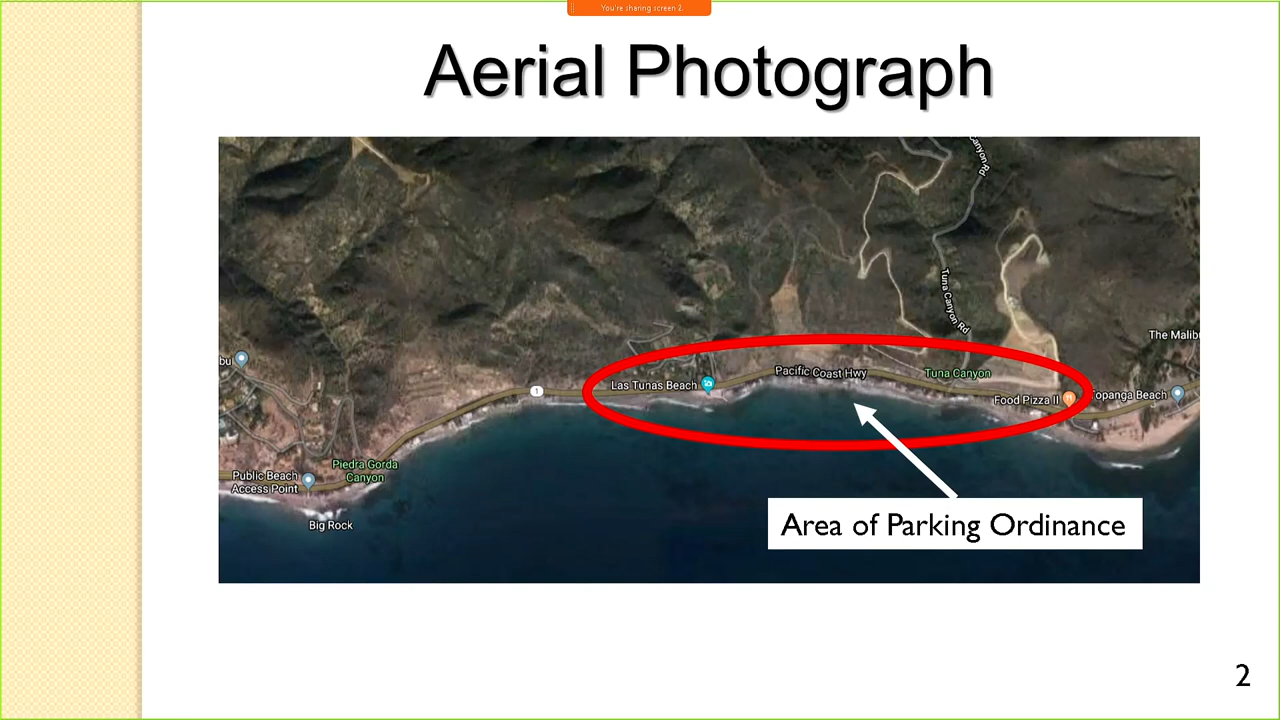 You're sharing screen 2.
Aerial Photograph
Canyon Rd
Tuna Canyon Rd
The Malibu
bu
Las Tunas Beach
Pacific Coast Hwy
Tuna Canyon
Food Pizza II
Topanga Beach
1
Piedra Gorda
Canyon
Public Beach
Access Point
Big Rock
Area of Parking Ordinance
2